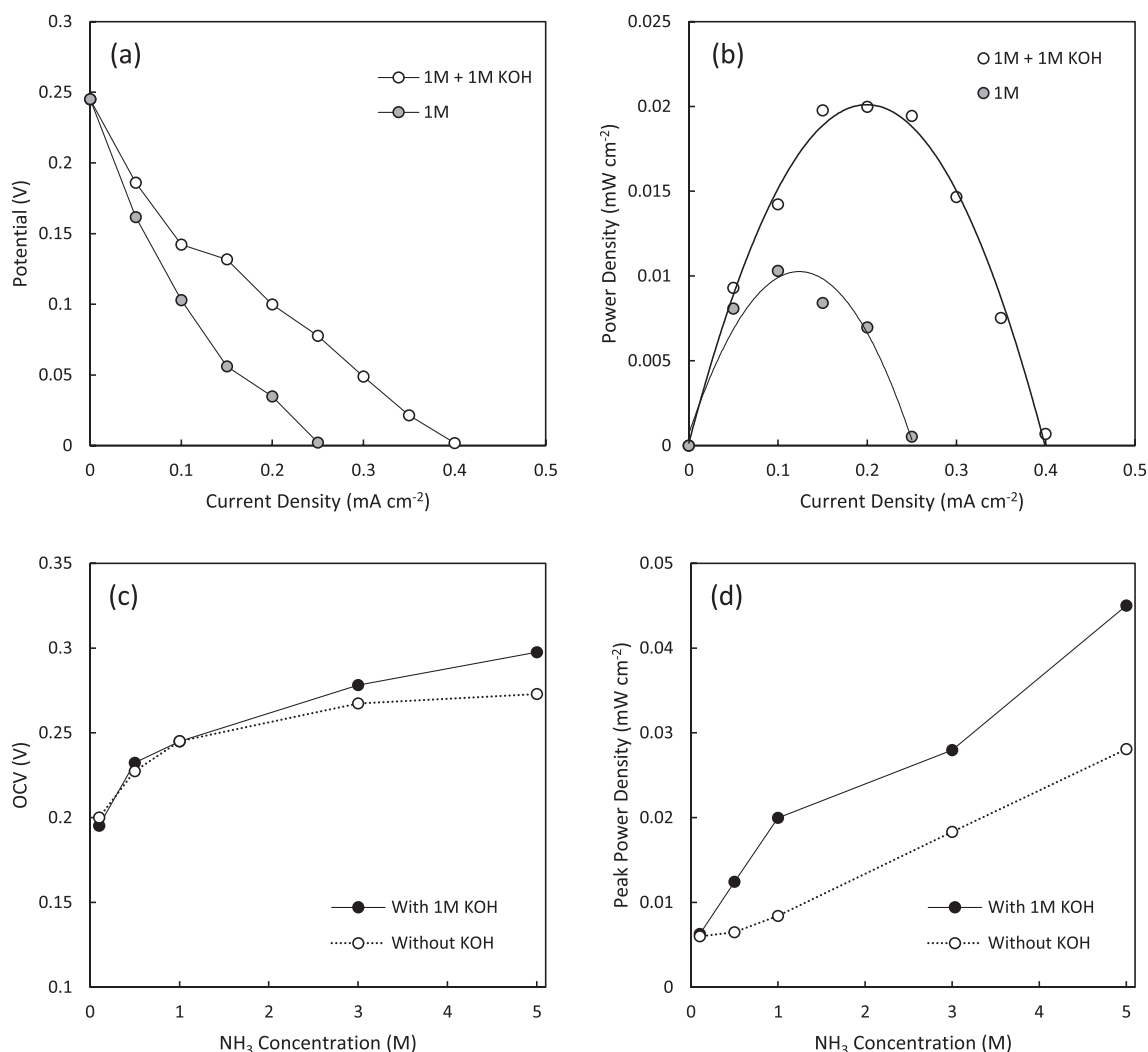 (a)
1M + 1M KOH
1M
0.3
0.25
0.2
0.15
0.1
0.05
0
Potential (V)
0 0.1 0.2 0.3 0.4 0.5
Current Density (mA cm⁻²)
(b)
1M + 1M KOH
1M
0.025
0.02
0.015
0.01
0.005
0
Power Density (mW cm⁻²)
0 0.1 0.2 0.3 0.4 0.5
Current Density (mA cm⁻²)
(c)
0.35
0.3
0.25
0.2
0.15
0.1
OCV (V)
With 1M KOH
Without KOH
0 1 2 3 4 5
NH₃ Concentration (M)
(d)
0.05
0.04
0.03
0.02
0.01
0
Peak Power Density (mW cm⁻²)
With 1M KOH
Without KOH
0 1 2 3 4 5
NH₃ Concentration (M)